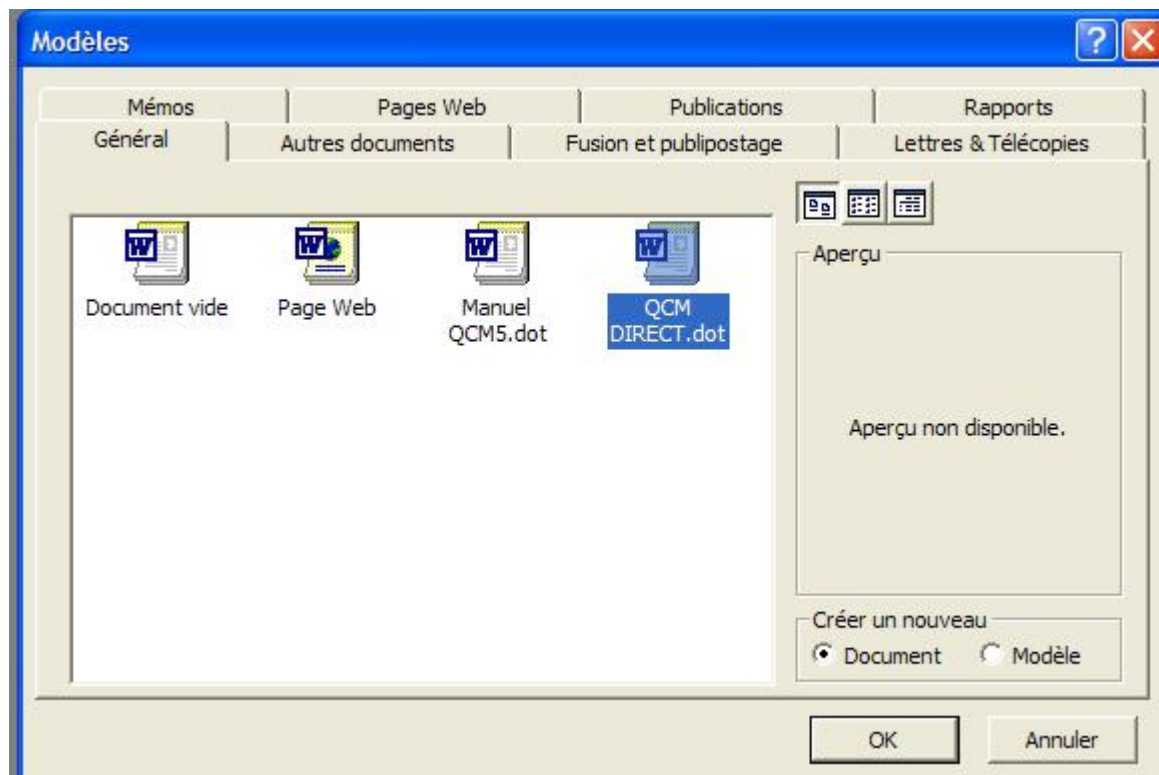 Modèles
Mémos Pages Web Publications Rapports
Général Autres documents Fusion et publipostage Lettres & Télécopies
Document vide
Page Web
Manuel
QCM5.dot
QCM
DIRECT.dot
Aperçu
Aperçu non disponible.
Créer un nouveau
Document Modèle
OK Annuler